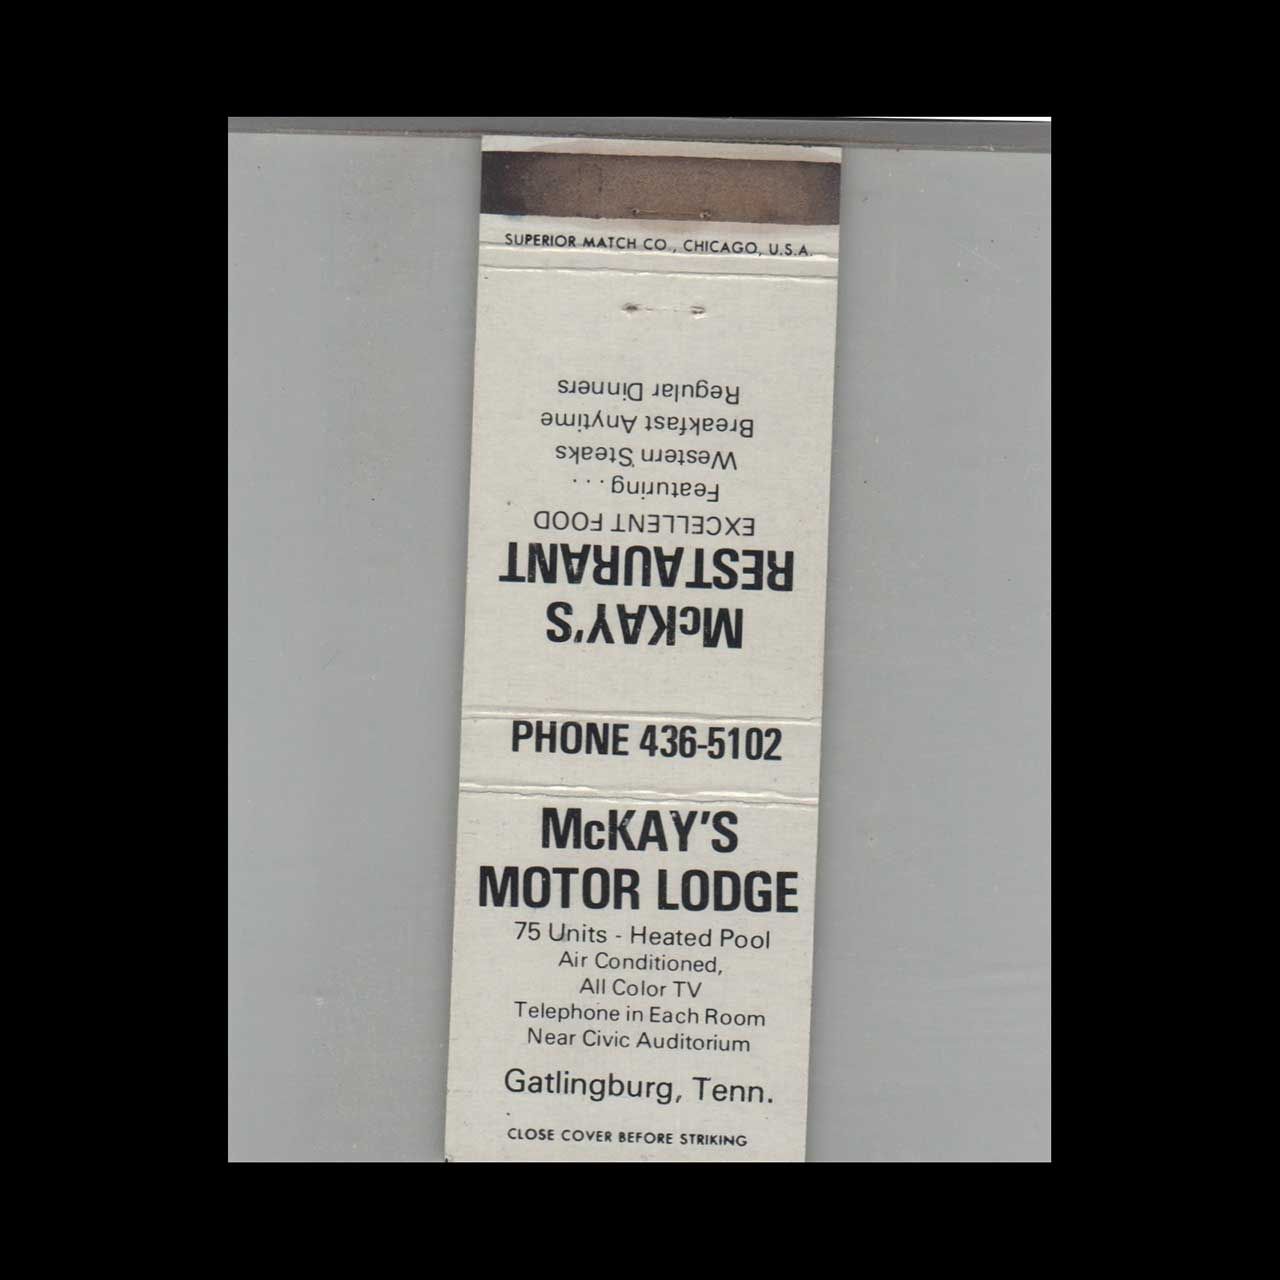 SUPERIOR MATCH CO., CHICAGO, U.S.A.
McKAY'S
RESTAURANT
EXCELLENT FOOD
Featuring...
Western Steaks
Breakfast Anytime
Regular Dinners
PHONE 436-5102
McKAY'S
MOTOR LODGE
75 Units - Heated Pool
Air Conditioned,
All Color TV
Telephone in Each Room
Near Civic Auditorium
Gatlingburg, Tenn.
CLOSE COVER BEFORE STRIKING